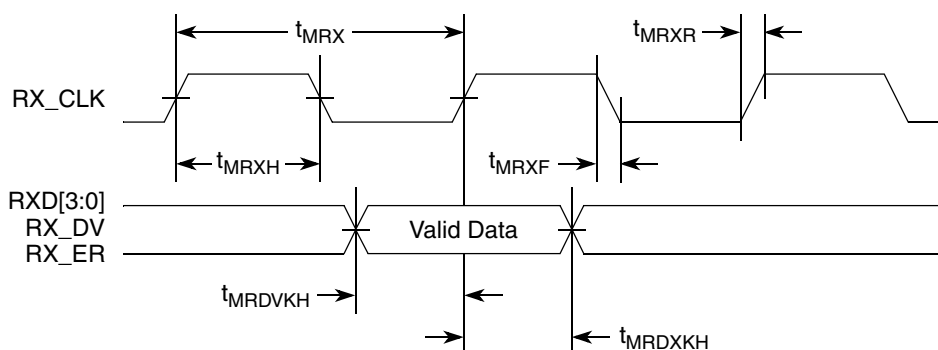 tMRX
tMRXR
RX_CLK
tMRXH
tMRXF
RXD[3:0]
RX_DV
Valid Data
RX_ER
tMRDVKH
tMRDXKH